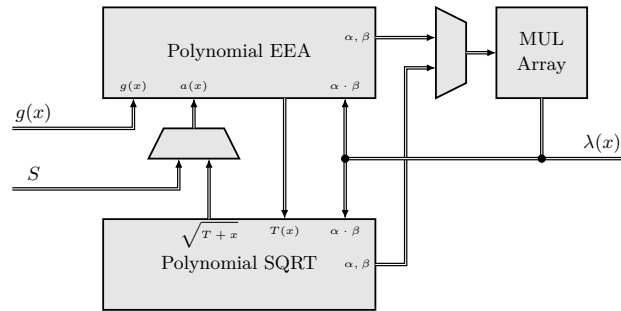 Polynomial EEA
α, β
g(x)
a(x)
α · β
MUL
Array
g(x)
λ(x)
S
√T + x
T(x)
α · β
Polynomial SQRT
α, β